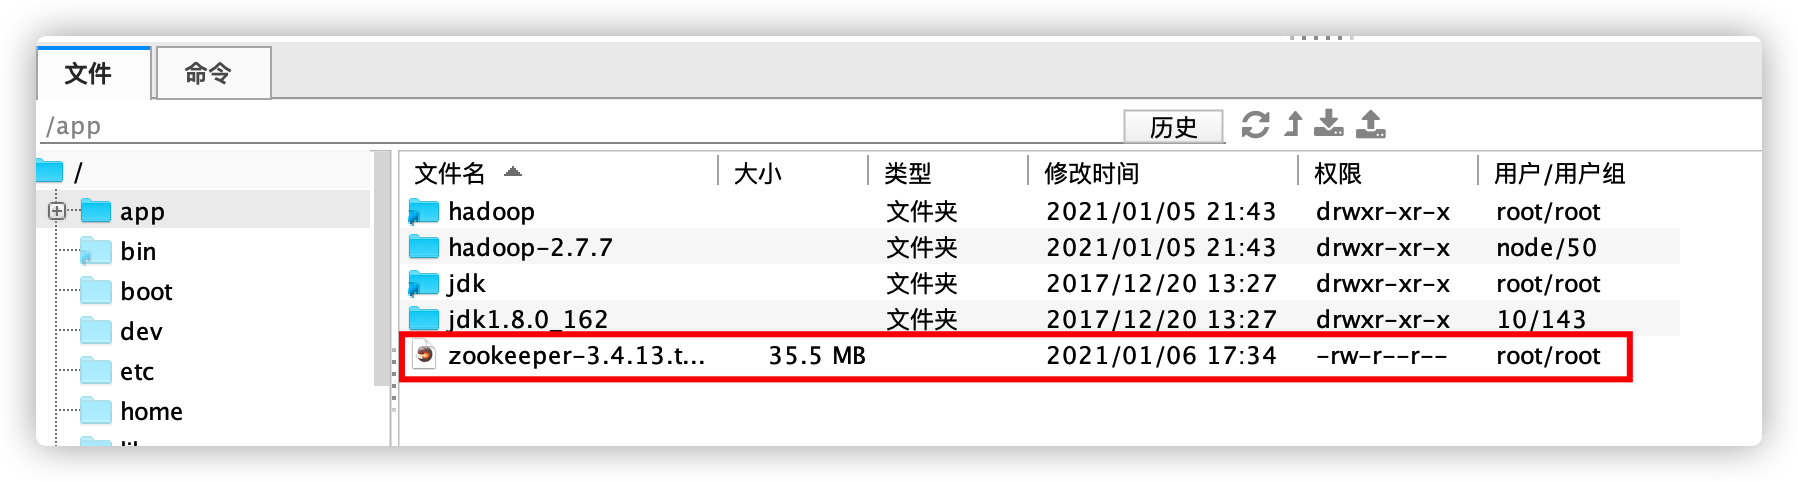 文件 命令
/app 历史
/
app
bin
boot
dev
etc
home
文件名 大小 类型 修改时间 权限 用户/用户组
hadoop 文件夹 2021/01/05 21:43 drwxr-xr-x root/root
hadoop-2.7.7 文件夹 2021/01/05 21:43 drwxr-xr-x node/50
jdk 文件夹 2017/12/20 13:27 drwxr-xr-x root/root
jdk1.8.0_162 文件夹 2017/12/20 13:27 drwxr-xr-x 10/143
zookeeper-3.4.13.t... 35.5 MB 2021/01/06 17:34 -rw-r--r-- root/root